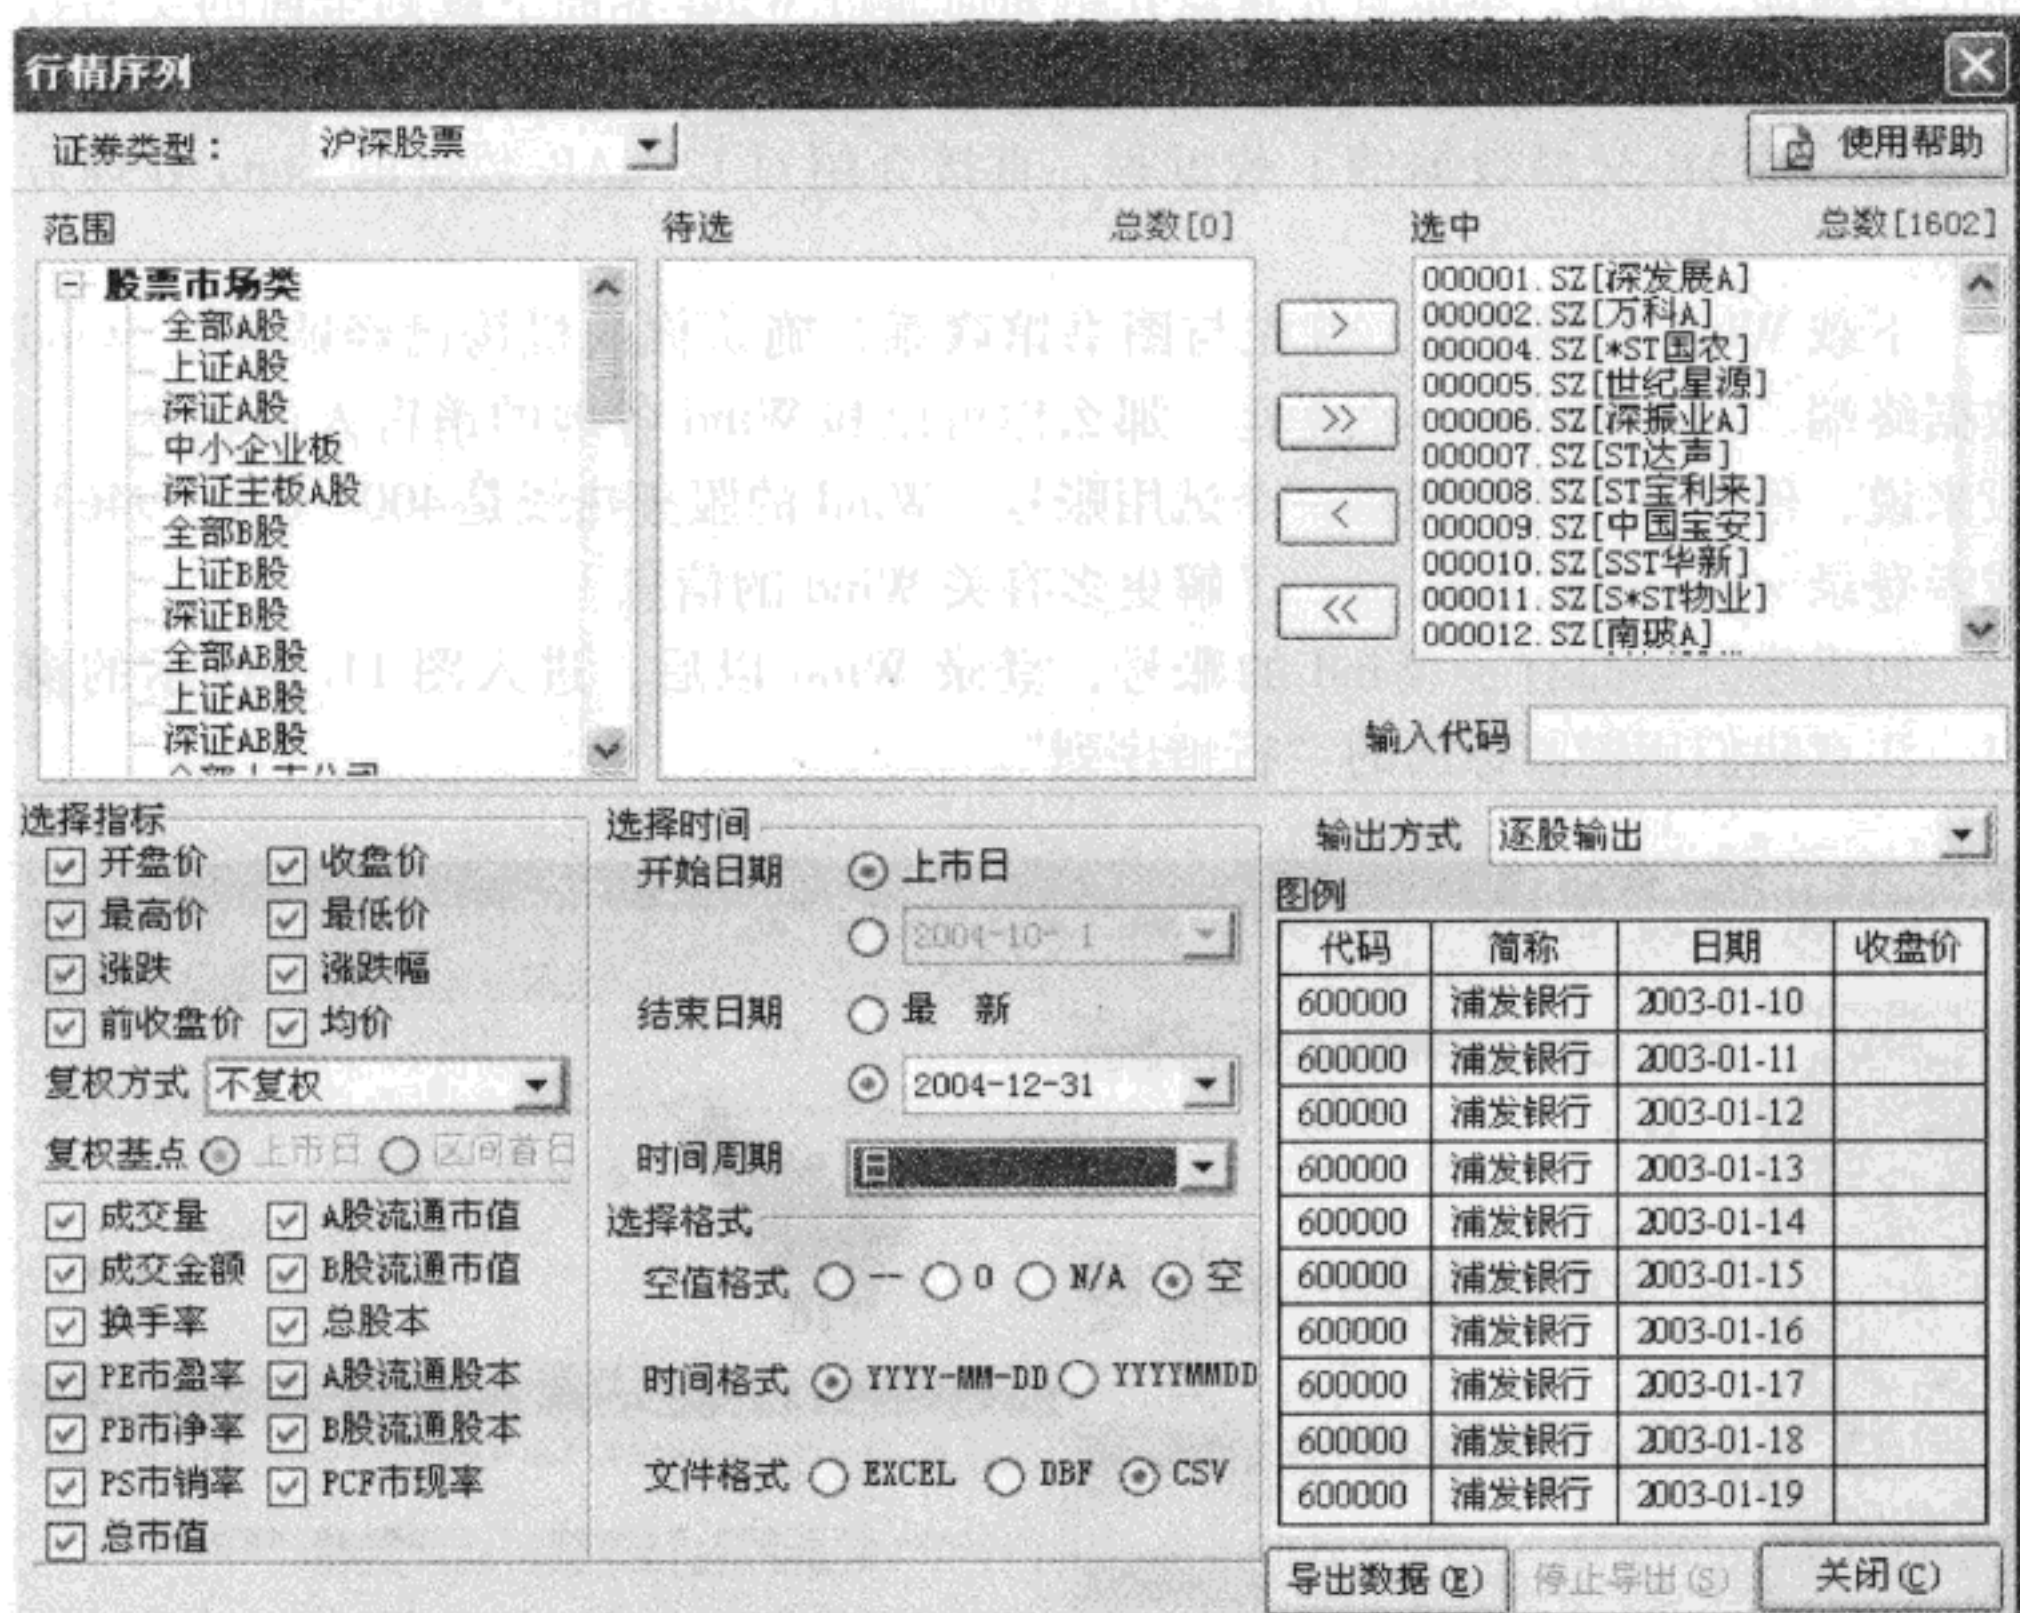 行情序列
证券类型：
沪深股票
使用帮助
范围
待选
总数[0]
选中
总数[1602]
股票市场类
全部A股
上证A股
深证A股
中小企业板
深证主板A股
全部B股
上证B股
深证B股
全部AB股
上证AB股
深证AB股
全部上市公司
>
>>
<
<<
000001.SZ[深发展A]
000002.SZ[万科A]
000004.SZ[*ST国农]
000005.SZ[世纪星源]
000006.SZ[深振业A]
000007.SZ[ST达声]
000008.SZ[ST宝利来]
000009.SZ[中国宝安]
000010.SZ[SST华新]
000011.SZ[S*ST物业]
000012.SZ[南玻A]
输入代码
选择指标
开盘价 收盘价
最高价 最低价
涨跌 涨跌幅
前收盘价 均价
复权方式 不复权
复权基点 上市日 区间首日
成交量 A股流通市值
成交金额 B股流通市值
换手率 总股本
PE市盈率 A股流通股本
PB市净率 B股流通股本
PS市销率 PCF市现率
总市值
选择时间
开始日期 上市日
2004-10- 1
结束日期 最 新
2004-12-31
时间周期 日
选择格式
空值格式 -- 0 N/A 空
时间格式 YYYY-MM-DD YYYYMMDD
文件格式 EXCEL DBF CSV
输出方式 逐股输出
图例
代码 简称 日期 收盘价
600000 浦发银行 2003-01-10
600000 浦发银行 2003-01-11
600000 浦发银行 2003-01-12
600000 浦发银行 2003-01-13
600000 浦发银行 2003-01-14
600000 浦发银行 2003-01-15
600000 浦发银行 2003-01-16
600000 浦发银行 2003-01-17
600000 浦发银行 2003-01-18
600000 浦发银行 2003-01-19
导出数据(E) 停止导出(S) 关闭(C)